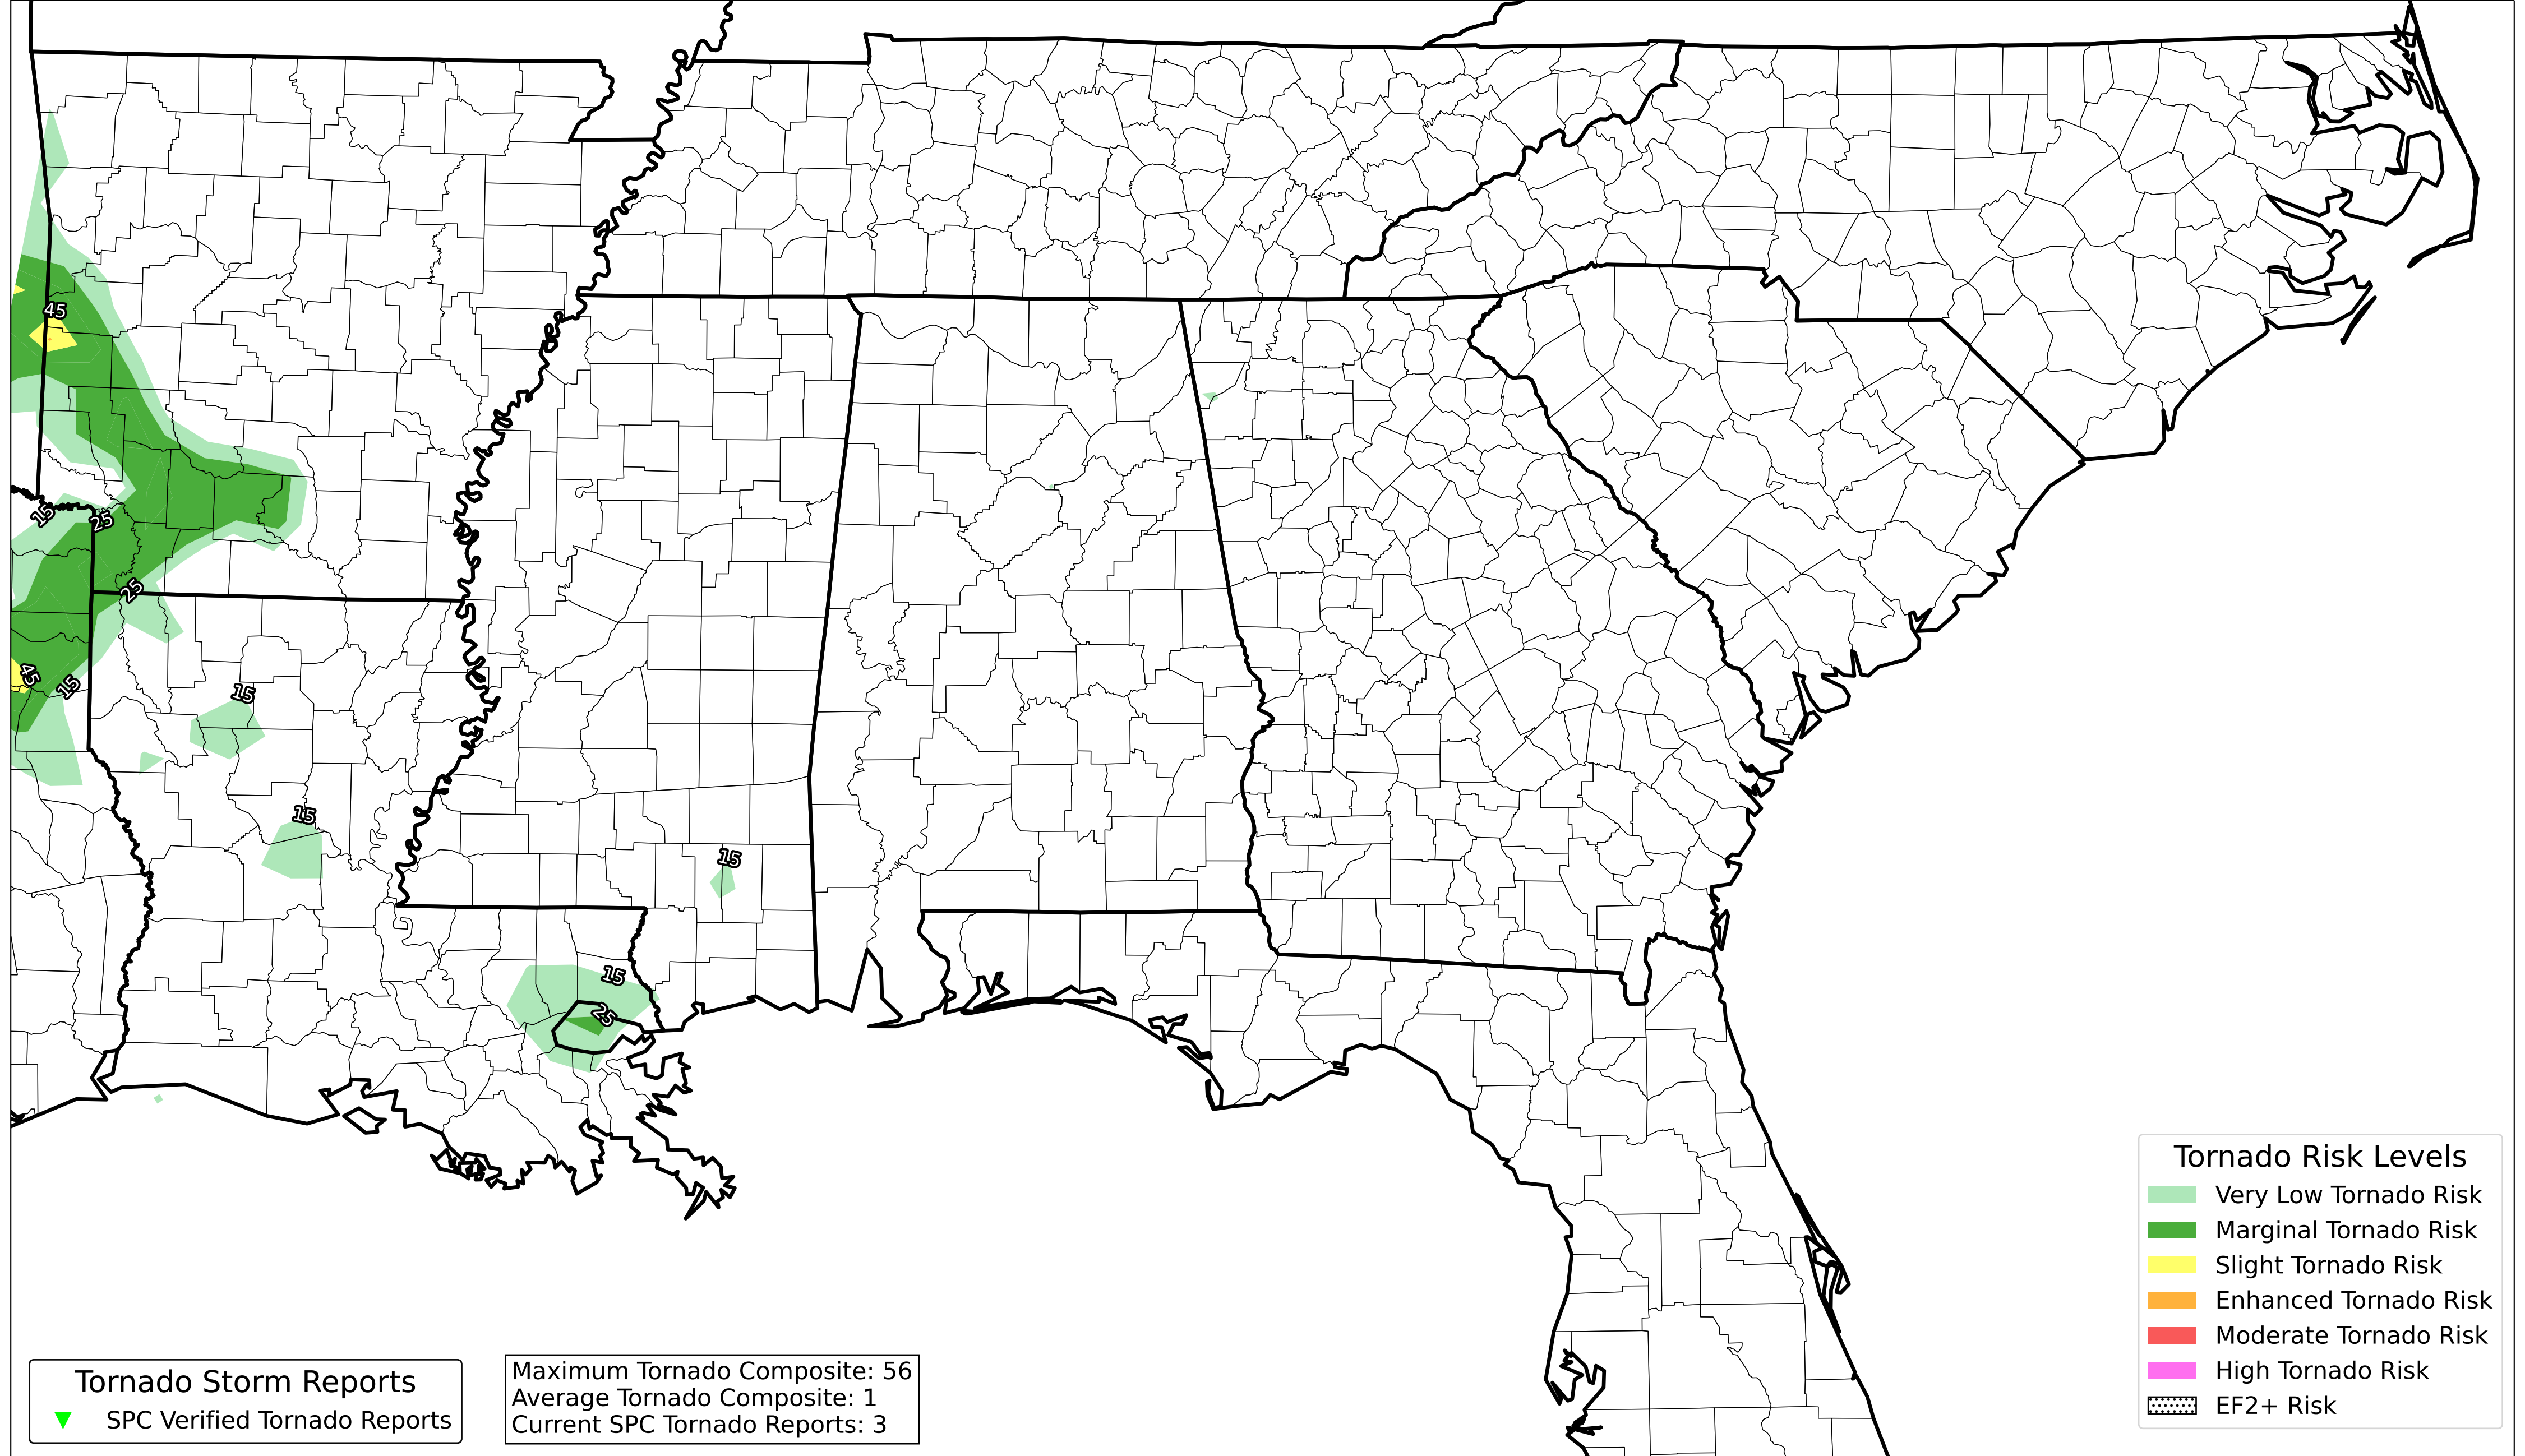 45
15
25
25
45
15
15
15
15
15
25
Tornado Risk Levels
Very Low Tornado Risk
Marginal Tornado Risk
Slight Tornado Risk
Enhanced Tornado Risk
Moderate Tornado Risk
High Tornado Risk
EF2+ Risk
Tornado Storm Reports
SPC Verified Tornado Reports
Maximum Tornado Composite: 56
Average Tornado Composite: 1
Current SPC Tornado Reports: 3